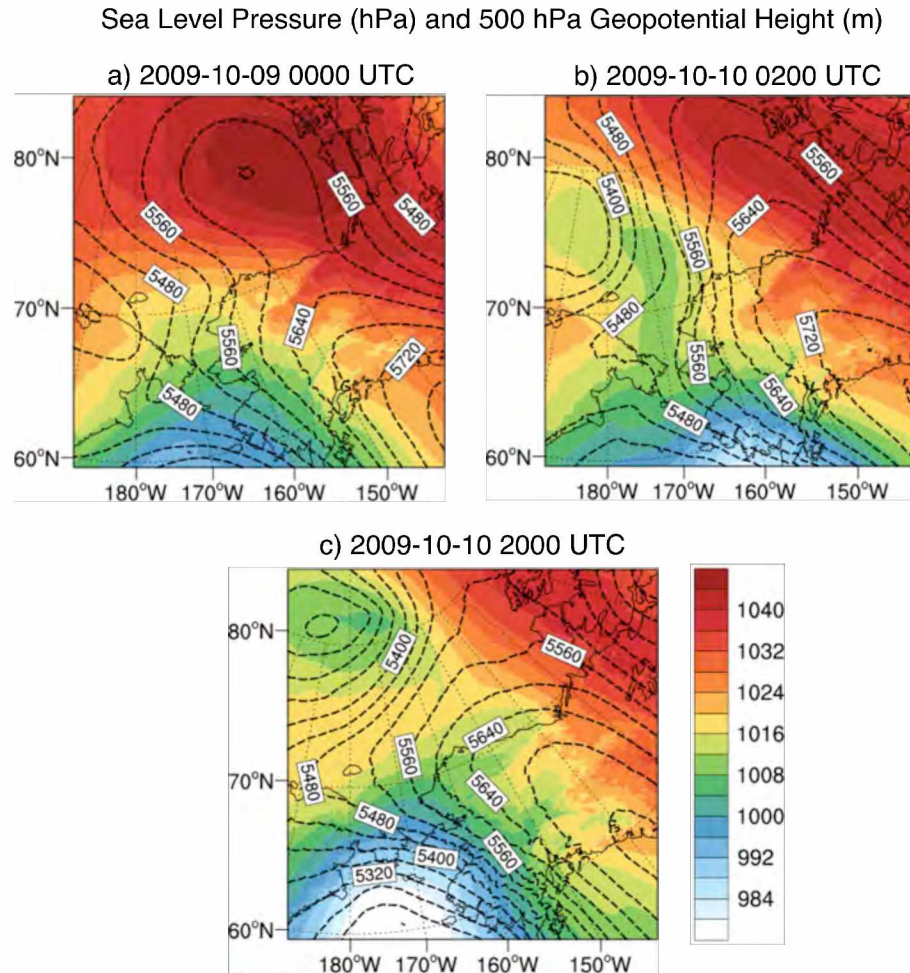 Sea Level Pressure (hPa) and 500 hPa Geopotential Height (m)
a) 2009-10-09 0000 UTC
b) 2009-10-10 0200 UTC
80°N
70°N
60°N
180°W 170°W 160°W 150°W
5560
5560
5480
5480
5640
5560
5720
5480
80°N
70°N
60°N
180°W 170°W 160°W 150°W
5480
5560
5400
5640
5560
5480
5720
5560
5640
5480
c) 2009-10-10 2000 UTC
80°N
70°N
60°N
180°W 170°W 160°W 150°W
5400
5560
5640
5560
5480
5640
5480
5560
5400
5320
1040
1032
1024
1016
1008
1000
992
984